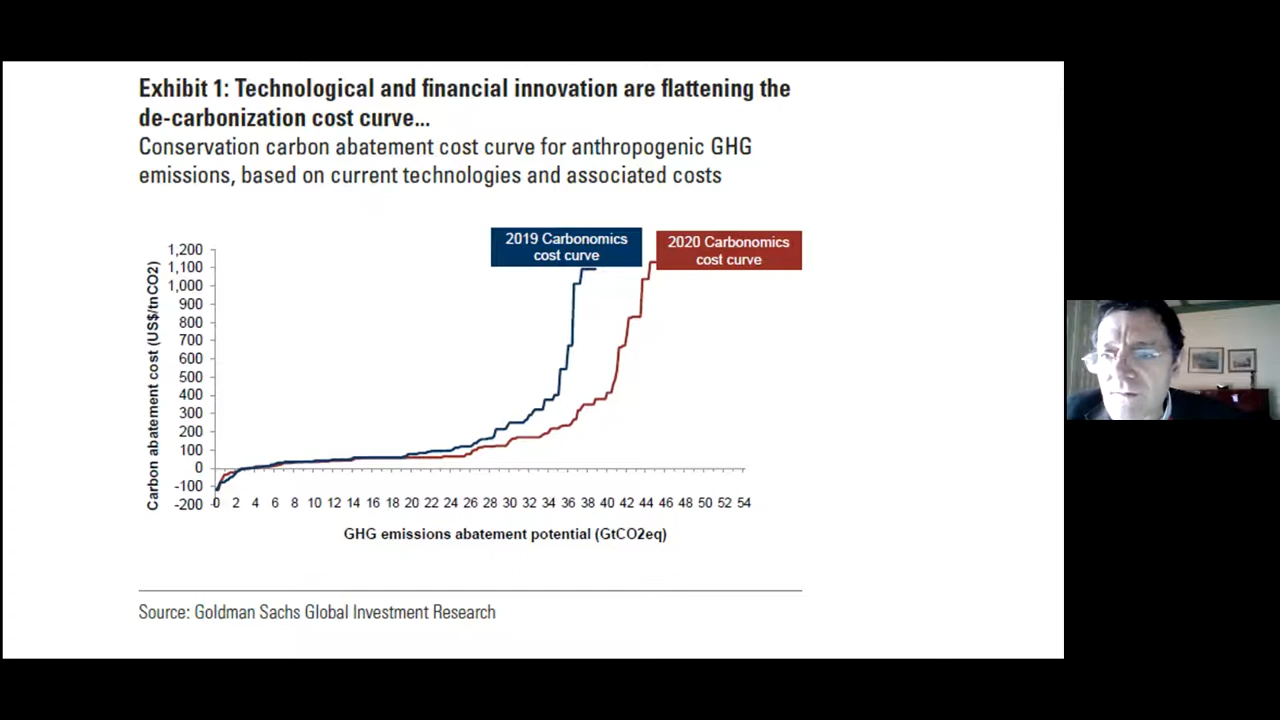 Exhibit 1: Technological and financial innovation are flattening the
de-carbonization cost curve...
Conservation carbon abatement cost curve for anthropogenic GHG
emissions, based on current technologies and associated costs
2019 Carbonomics
cost curve
2020 Carbonomics
cost curve
Carbon abatement cost (US$/tnCO2)
1,200
1,100
1,000
900
800
700
600
500
400
300
200
100
0
-100
-200
0 2 4 6 8 10 12 14 16 18 20 22 24 26 28 30 32 34 36 38 40 42 44 46 48 50 52 54
GHG emissions abatement potential (GtCO2eq)
Source: Goldman Sachs Global Investment Research